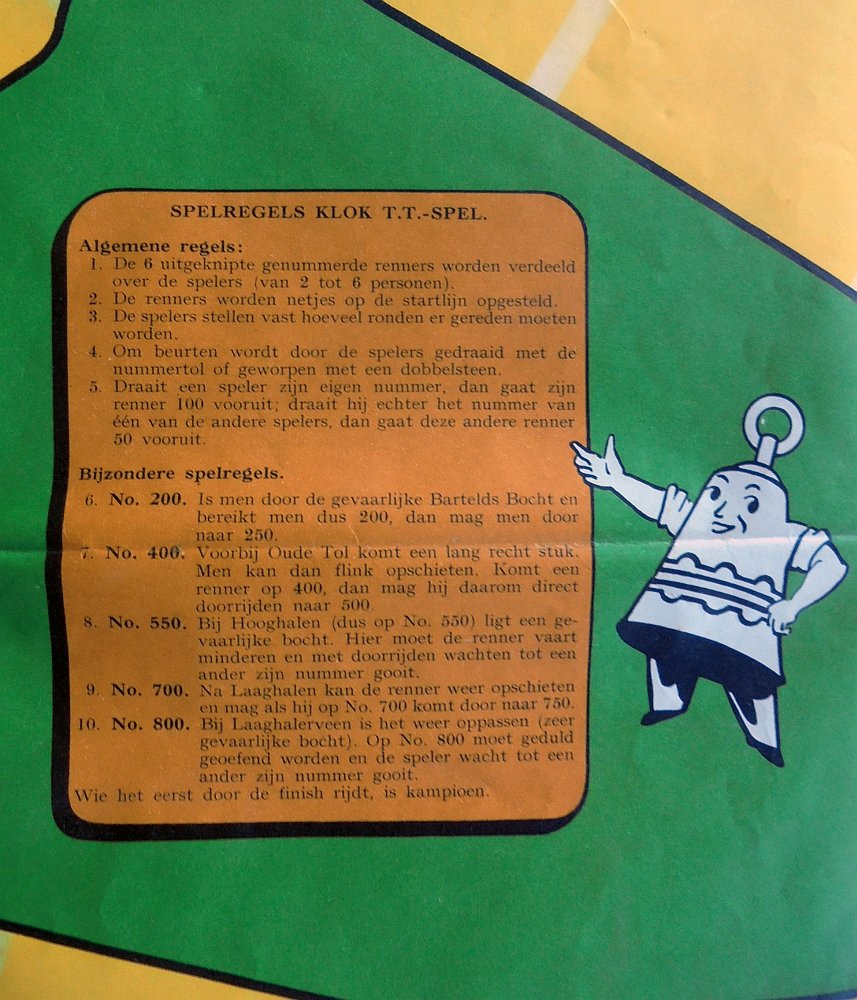 SPELREGELS KLOK T.T.-SPEL.
Algemene regels:
1. De 6 uitgeknipte genummerde renners worden verdeeld
over de spelers (van 2 tot 6 personen).
2. De renners worden netjes op de startlijn opgesteld.
3. De spelers stellen vast hoeveel ronden er gereden moeten
worden.
4. Om beurten wordt door de spelers gedraaid met de
nummertol of geworpen met een dobbelsteen.
5. Draait een speler zijn eigen nummer, dan gaat zijn
renner 100 vooruit; draait hij echter het nummer van
één van de andere spelers, dan gaat deze andere renner
50 vooruit.
Bijzondere spelregels.
6. No. 200. Is men door de gevaarlijke Bartelds Bocht en
bereikt men dus 200, dan mag men door
naar 250.
7. No. 400. Voorbij Oude Tol komt een lang recht stuk.
Men kan dan flink opschieten. Komt een
renner op 400, dan mag hij daarom direct
doorrijden naar 500.
8. No. 550. Bij Hooghalen (dus op No. 550) ligt een ge-
vaarlijke bocht. Hier moet de renner vaart
minderen en met doorrijden wachten tot een
ander zijn nummer gooit.
9. No. 700. Na Laaghalen kan de renner weer opschieten
en mag als hij op No. 700 komt door naar 750.
10. No. 800. Bij Laaghalerveen is het weer oppassen (zeer
gevaarlijke bocht). Op No. 800 moet geduld
geoefend worden en de speler wacht tot een
ander zijn nummer gooit.
Wie het eerst door de finish rijdt, is kampioen.